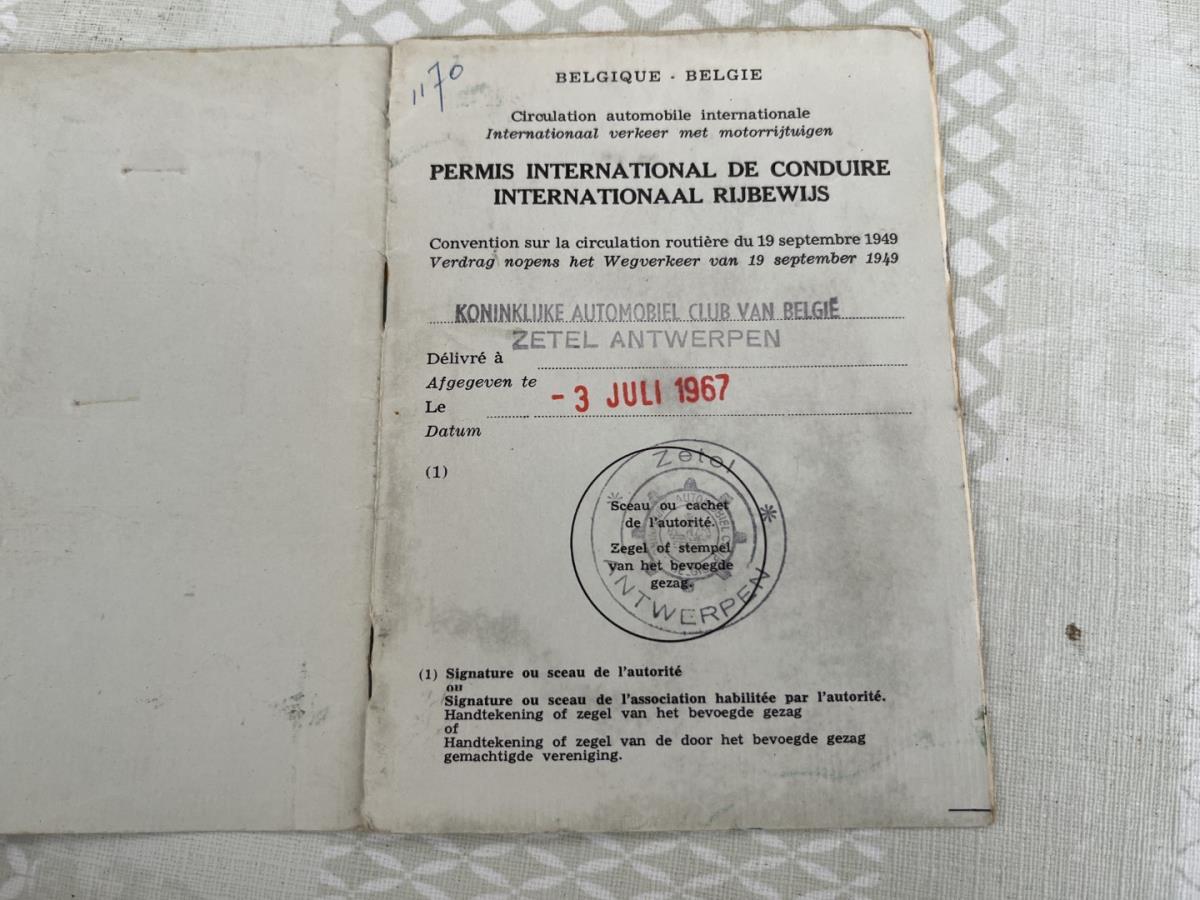 "70
BELGIQUE - BELGIE
Circulation automobile internationale
Internationaal verkeer met motorrijtuigen
PERMIS INTERNATIONAL DE CONDUIRE
INTERNATIONAAL RIJBEWIJS
Convention sur la circulation routière du 19 septembre 1949
Verdrag nopens het Wegverkeer van 19 september 1949
KONINKLIJKE AUTOMOBIEL CLUB VAN BELGIË
ZETEL ANTWERPEN
Délivré à
Afgegeven te
Le - 3 JULI 1967
Datum
(1)
Zetel
Sceau ou cachet
de l'autorité.
Zegel of stempel
van het bevoegde
gezag.
* ANTWERPEN *
(1) Signature ou sceau de l'autorité
ou
Signature ou sceau de l'association habilitée par l'autorité.
Handtekening of zegel van het bevoegde gezag
of
Handtekening of zegel van de door het bevoegde gezag
gemachtigde vereniging.